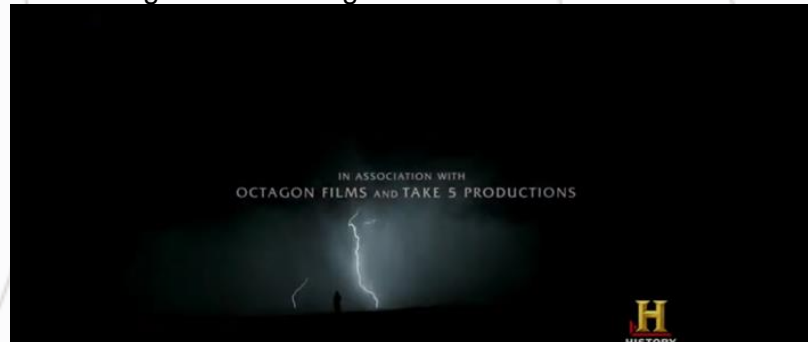 IN ASSOCIATION WITH
OCTAGON FILMS AND TAKE 5 PRODUCTIONS
H
HISTORY